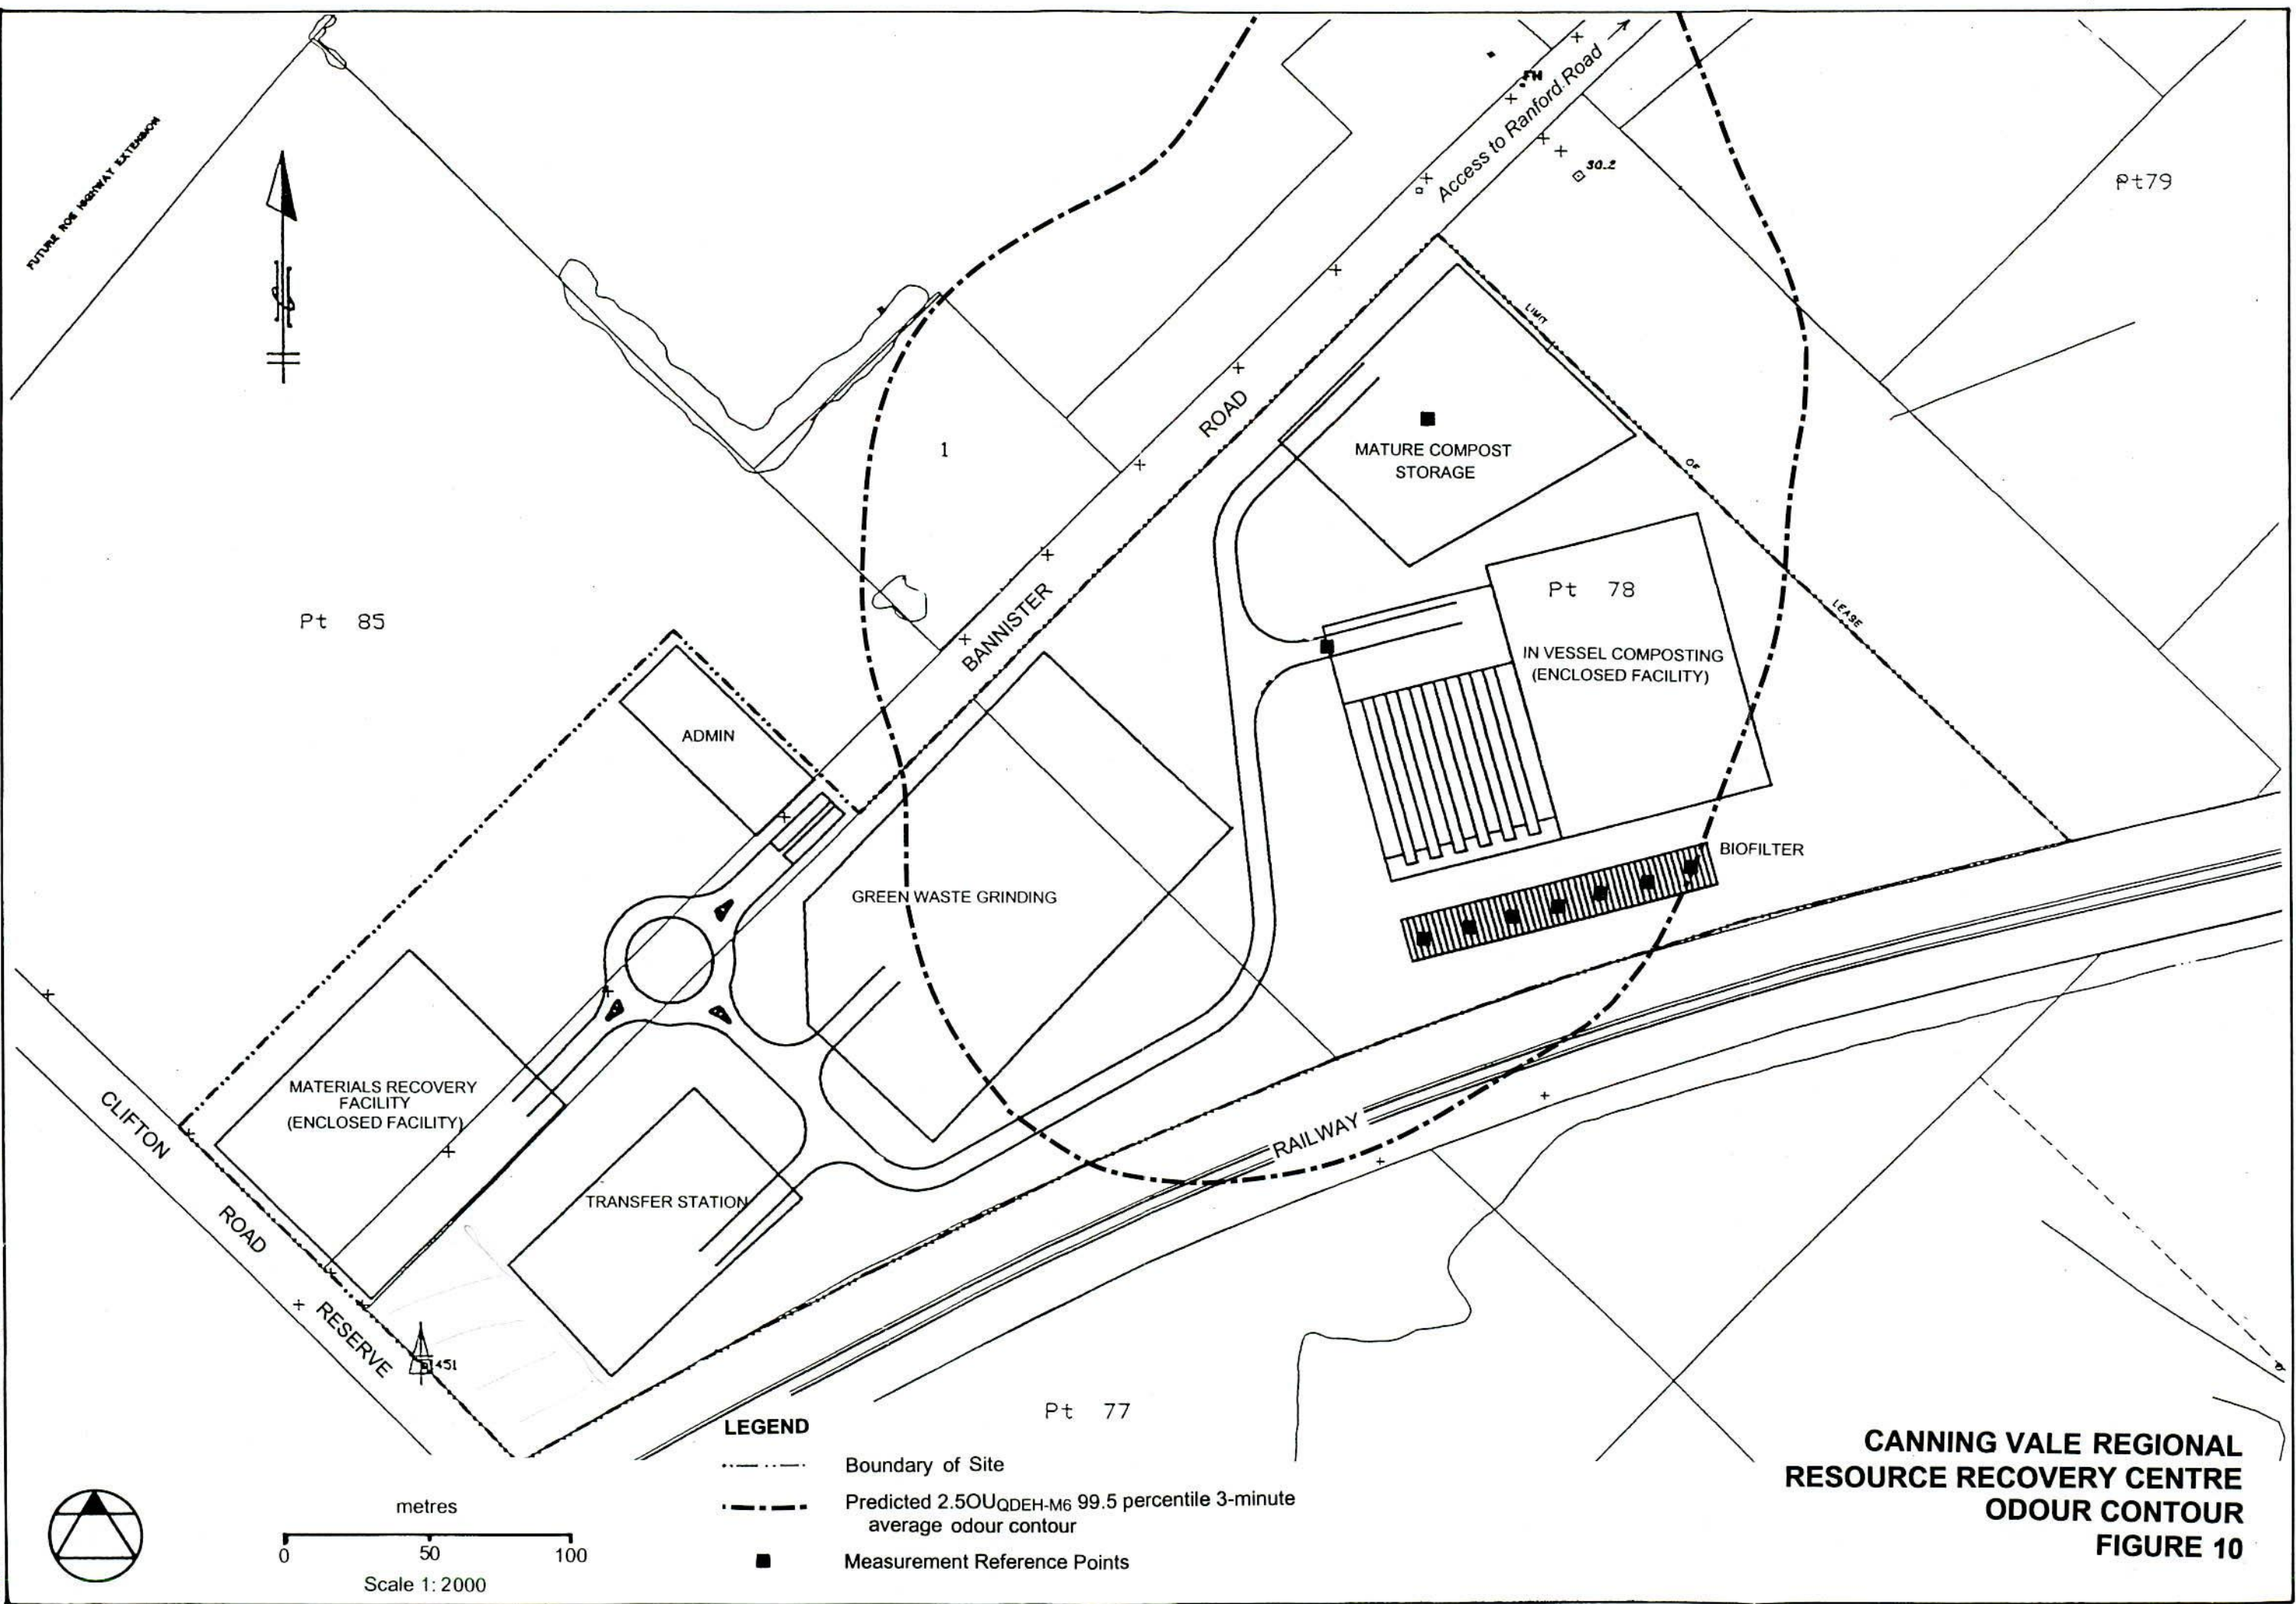 FUTURE ROE HIGHWAY EXTENSION
FH
Access to Ranford Road
30.2
Pt79
LIMIT
OF
LEASE
1
ROAD
BANNISTER
MATURE COMPOST
STORAGE
Pt 78
IN VESSEL COMPOSTING
(ENCLOSED FACILITY)
Pt 85
ADMIN
BIOFILTER
GREEN WASTE GRINDING
MATERIALS RECOVERY
FACILITY
(ENCLOSED FACILITY)
TRANSFER STATION
RAILWAY
CLIFTON
ROAD
RESERVE
451
Pt 77
LEGEND
Boundary of Site
Predicted 2.5OUQDEH-M6 99.5 percentile 3-minute
average odour contour
Measurement Reference Points
metres
0 50 100
Scale 1: 2000
CANNING VALE REGIONAL
RESOURCE RECOVERY CENTRE
ODOUR CONTOUR
FIGURE 10